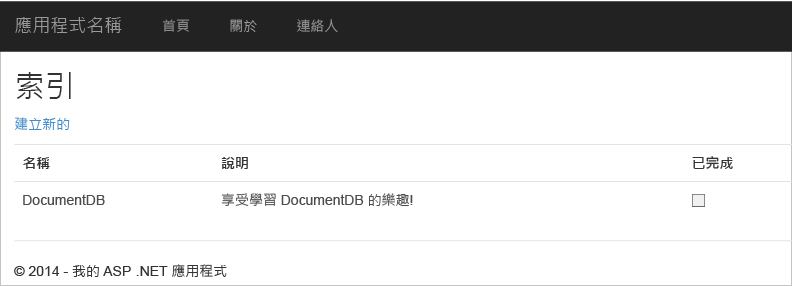 應用程式名稱 首頁 關於 連絡人
索引
建立新的
名稱 說明 已完成
DocumentDB 享受學習 DocumentDB 的樂趣!
© 2014 - 我的 ASP .NET 應用程式